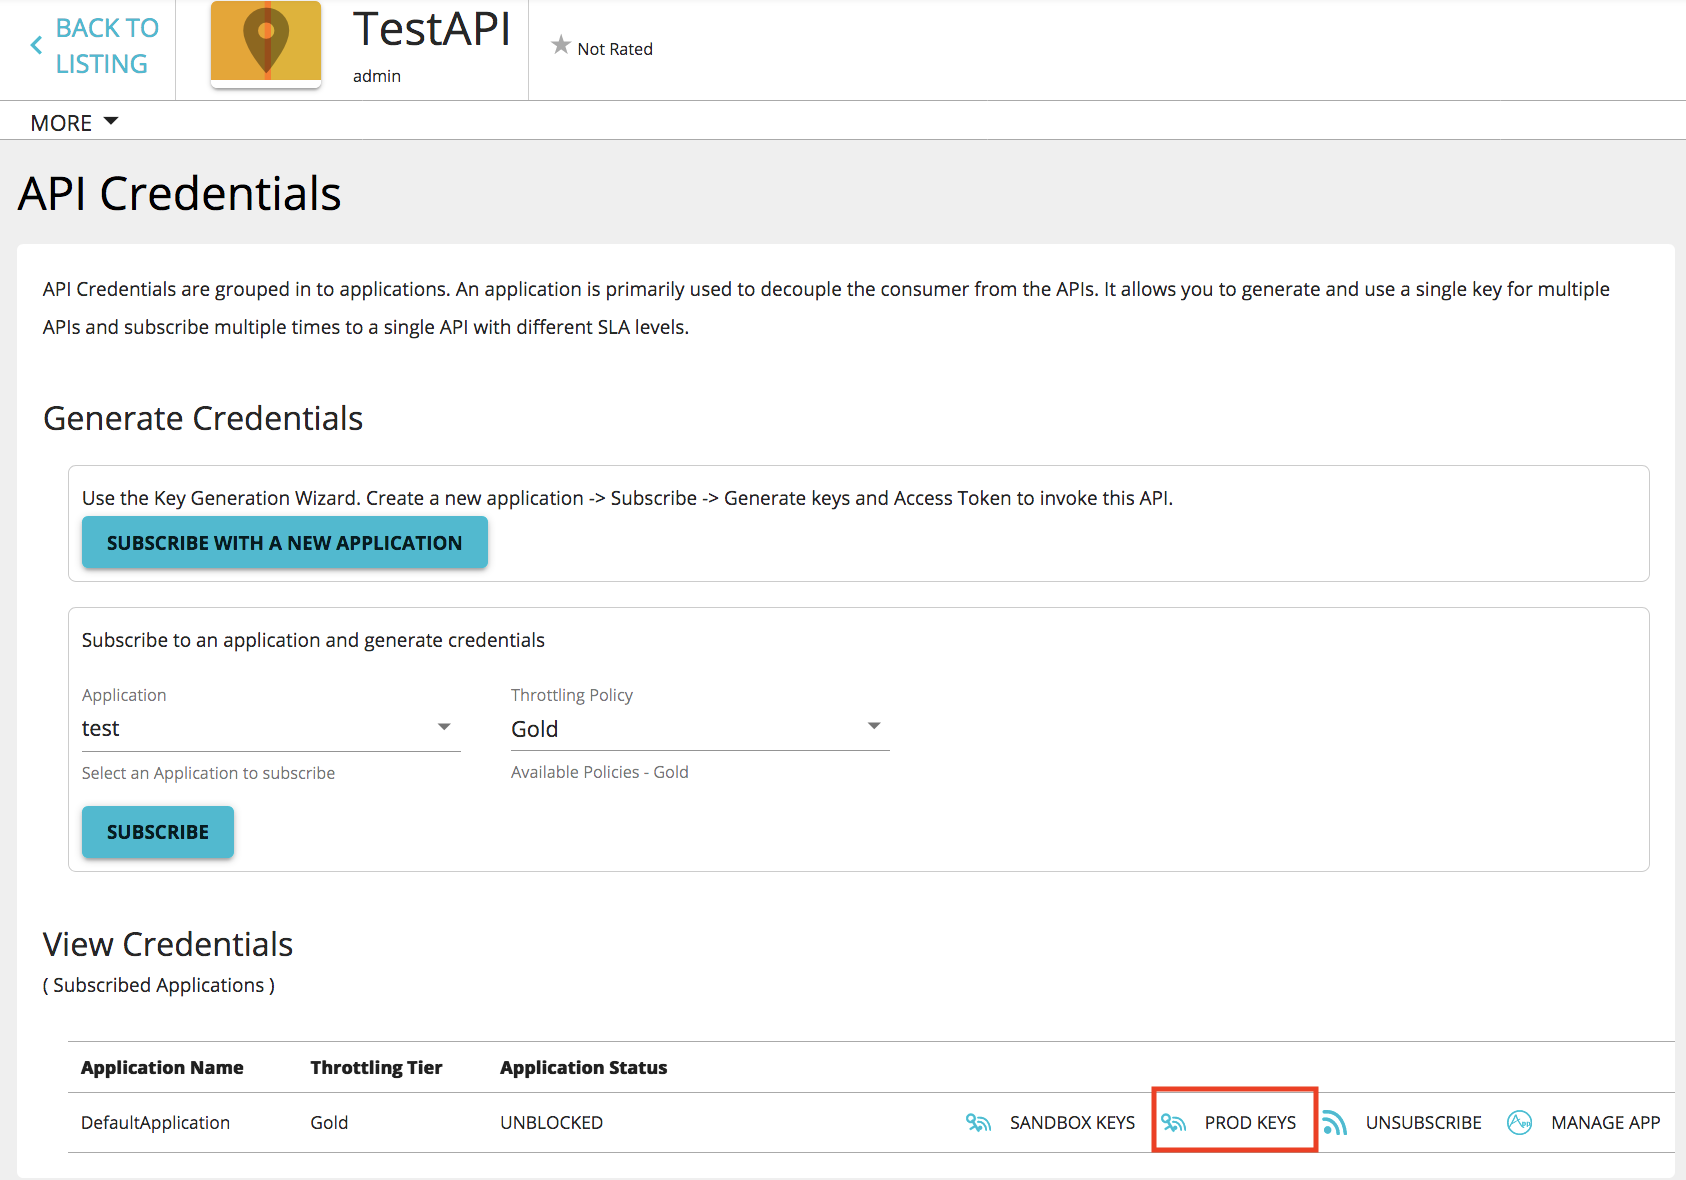 BACK TO
LISTING
TestAPI
admin
Not Rated
MORE
API Credentials
API Credentials are grouped in to applications. An application is primarily used to decouple the consumer from the APIs. It allows you to generate and use a single key for multiple
APIs and subscribe multiple times to a single API with different SLA levels.
Generate Credentials
Use the Key Generation Wizard. Create a new application -> Subscribe -> Generate keys and Access Token to invoke this API.
SUBSCRIBE WITH A NEW APPLICATION
Subscribe to an application and generate credentials
Application Throttling Policy
test Gold
Select an Application to subscribe Available Policies - Gold
SUBSCRIBE
View Credentials
( Subscribed Applications )
Application Name Throttling Tier Application Status
DefaultApplication Gold UNBLOCKED SANDBOX KEYS PROD KEYS UNSUBSCRIBE App MANAGE APP